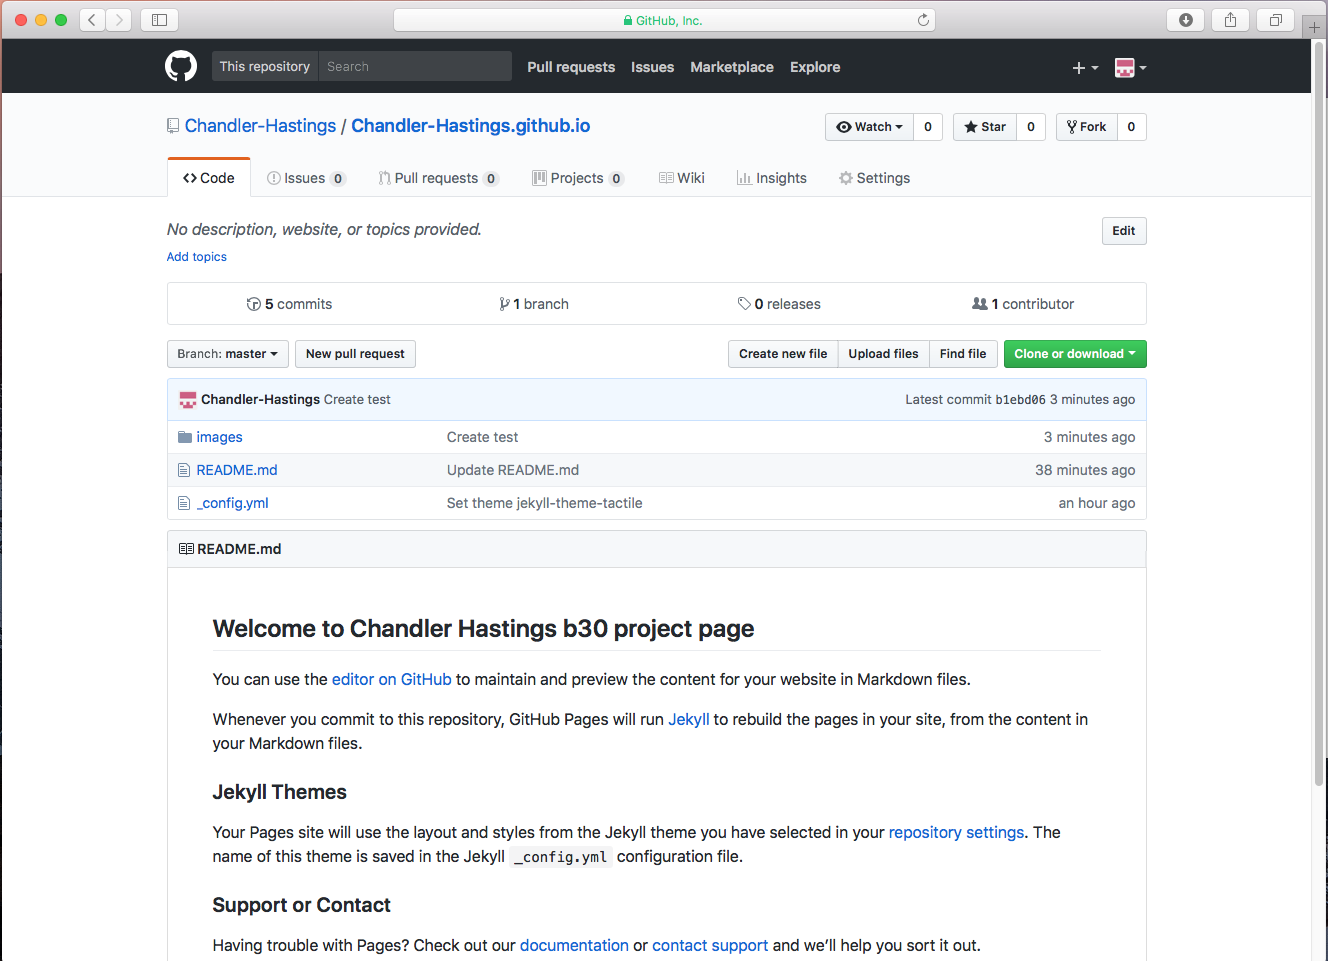 GitHub, Inc.
This repository Search Pull requests Issues Marketplace Explore
Chandler-Hastings / Chandler-Hastings.github.io Watch 0 Star 0 Fork 0
Code Issues 0 Pull requests 0 Projects 0 Wiki Insights Settings
No description, website, or topics provided. Edit
Add topics
5 commits 1 branch 0 releases 1 contributor
Branch: master New pull request Create new file Upload files Find file Clone or download
Chandler-Hastings Create test Latest commit b1ebd06 3 minutes ago
images Create test 3 minutes ago
README.md Update README.md 38 minutes ago
_config.yml Set theme jekyll-theme-tactile an hour ago
README.md
Welcome to Chandler Hastings b30 project page
You can use the editor on GitHub to maintain and preview the content for your website in Markdown files.
Whenever you commit to this repository, GitHub Pages will run Jekyll to rebuild the pages in your site, from the content in
your Markdown files.
Jekyll Themes
Your Pages site will use the layout and styles from the Jekyll theme you have selected in your repository settings. The
name of this theme is saved in the Jekyll _config.yml configuration file.
Support or Contact
Having trouble with Pages? Check out our documentation or contact support and we’ll help you sort it out.